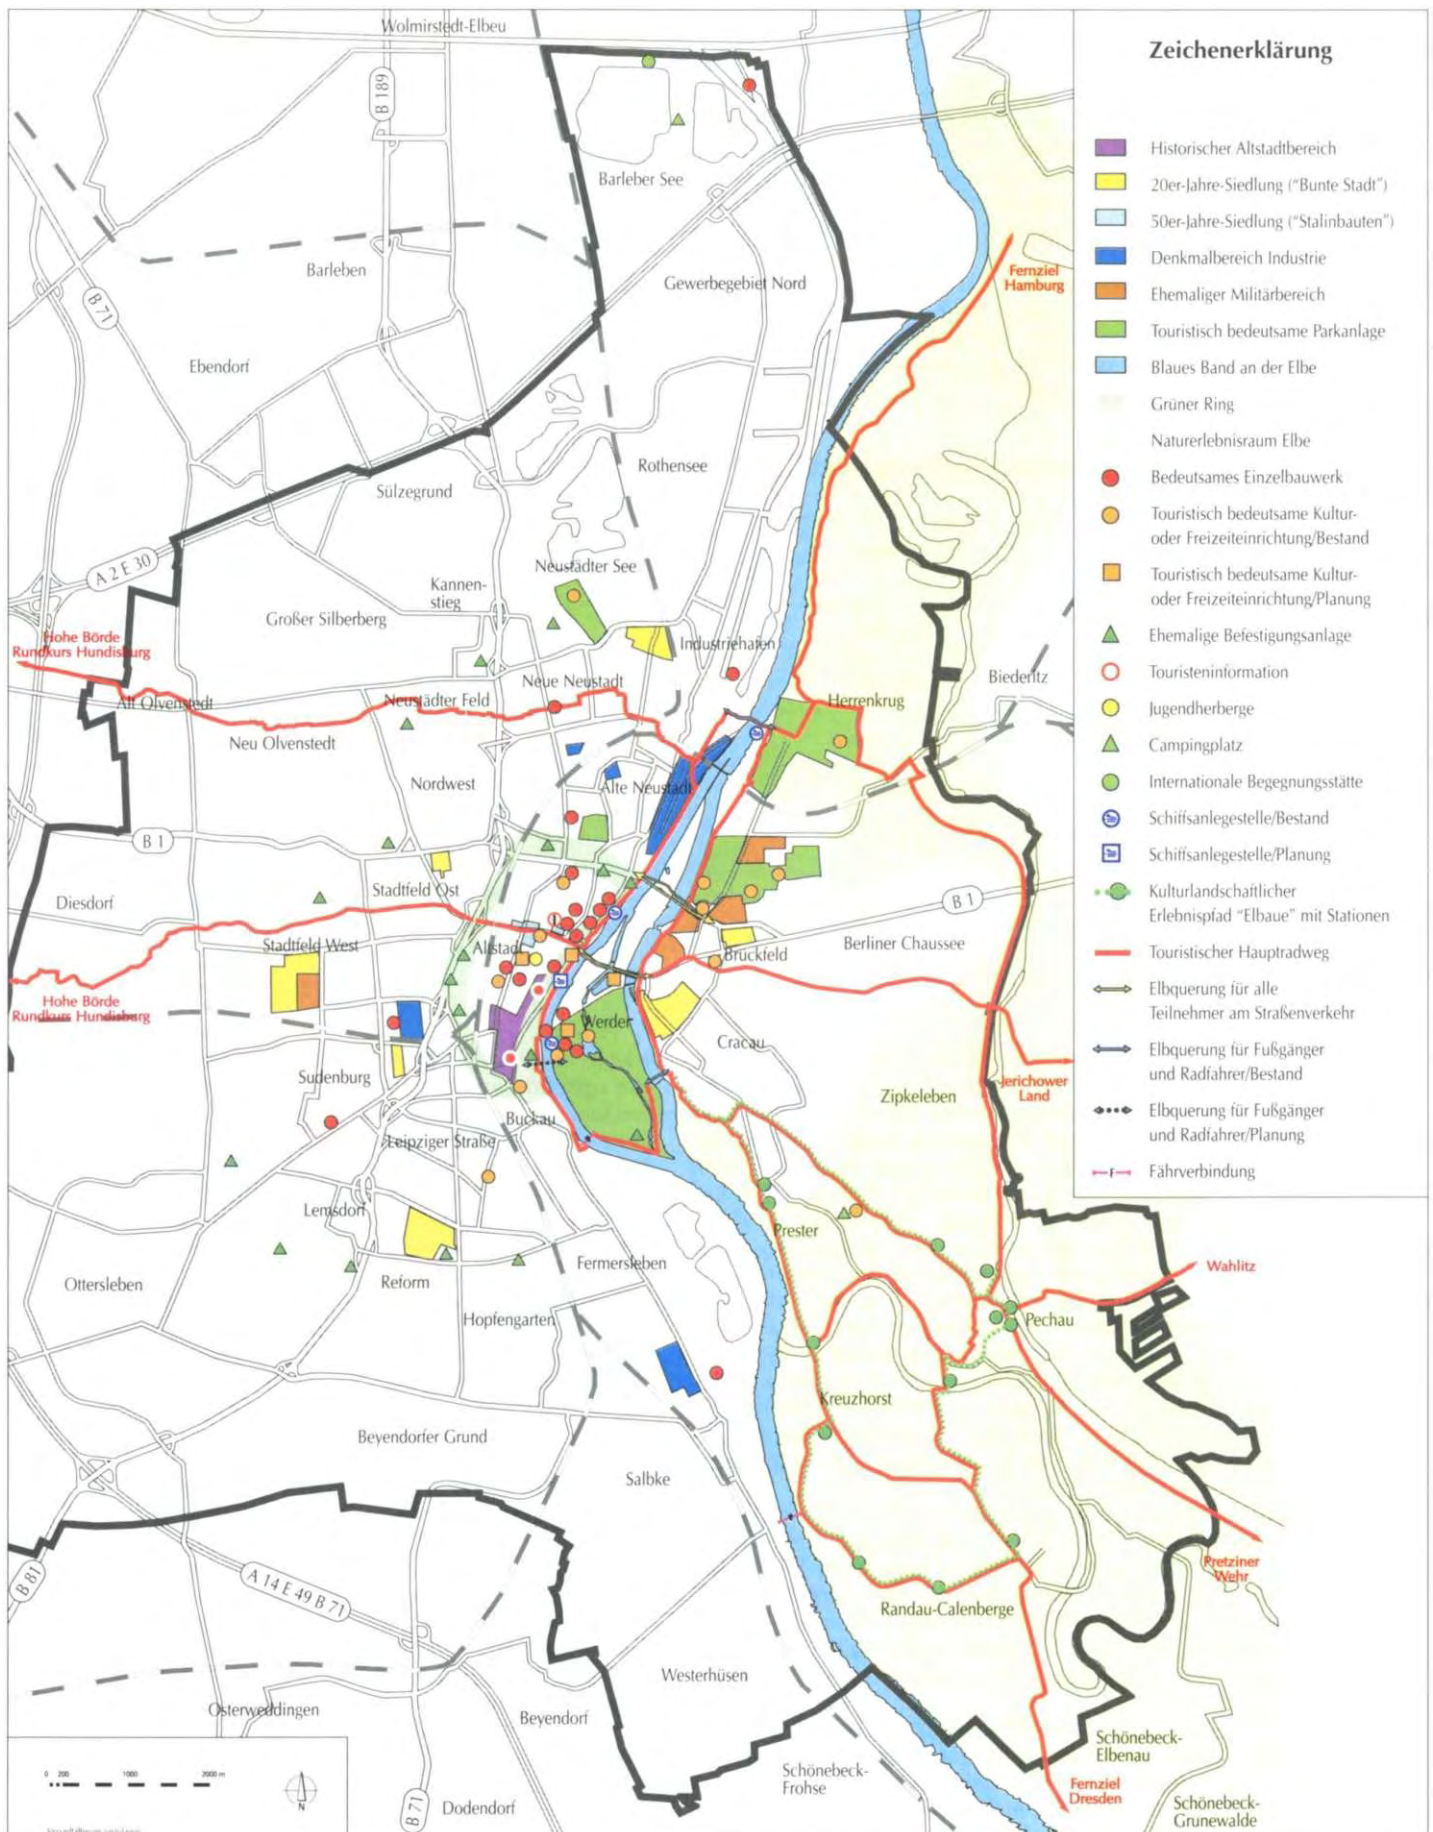 Zeichenerklärung
Historischer Altstadtbereich
20er-Jahre-Siedlung ("Bunte Stadt")
50er-Jahre-Siedlung ("Stalinbauten")
Denkmalbereich Industrie
Ehemaliger Militärbereich
Touristisch bedeutsame Parkanlage
Blaues Band an der Elbe
Grüner Ring
Naturerlebnisraum Elbe
Bedeutsames Einzelbauwerk
Touristisch bedeutsame Kultur-
oder Freizeiteinrichtung/Bestand
Touristisch bedeutsame Kultur-
oder Freizeiteinrichtung/Planung
Ehemalige Befestigungsanlage
Touristeninformation
Jugendherberge
Campingplatz
Internationale Begegnungsstätte
Schiffsanlegestelle/Bestand
Schiffsanlegestelle/Planung
Kulturlandschaftlicher
Erlebnispfad "Elbaue" mit Stationen
Touristischer Hauptradweg
Elbquerung für alle
Teilnehmer am Straßenverkehr
Elbquerung für Fußgänger
und Radfahrer/Bestand
Elbquerung für Fußgänger
und Radfahrer/Planung
F
Fährverbindung
Wolmirstedt-Elbeu
B 189
Barleber See
Barleben
B 71
Gewerbegebiet Nord
Fernziel
Hamburg
Ebendorf
Rothensee
Sülzegrund
A 2 E 30
Neustädter See
Kannen-
stieg
Großer Silberberg
Hohe Börde
Rundkurs Hundisburg
Industriehafen
Biederitz
Neue Neustadt
Alt Olvenstedt
Neustädter Feld
Herrenkrug
Neu Olvenstedt
Nordwest
Alte Neustadt
B 1
Stadtfeld Ost
Diesdorf
B 1
Stadtfeld West
Altstadt
Brückfeld
Berliner Chaussee
Hohe Börde
Rundkurs Hundisburg
Werder
Cracau
Sudenburg
Zipkeleben
Jerichower
Land
Buckau
Leipziger Straße
Lemsdorf
Prester
Fermersleben
Wahlitz
Ottersleben
Reform
Hopfengarten
Pechau
Kreuzhorst
Beyendorfer Grund
Salbke
B 81
A 14 E 49 B 71
Pretziner
Wehr
Randau-Calenberge
Westerhüsen
Osterweddingen
Beyendorf
Schönebeck-
Elbenau
Schönebeck-
Frohse
Fernziel
Dresden
Schönebeck-
Grunewalde
B 71
Dodendorf
0 200 1000 2000 m
N